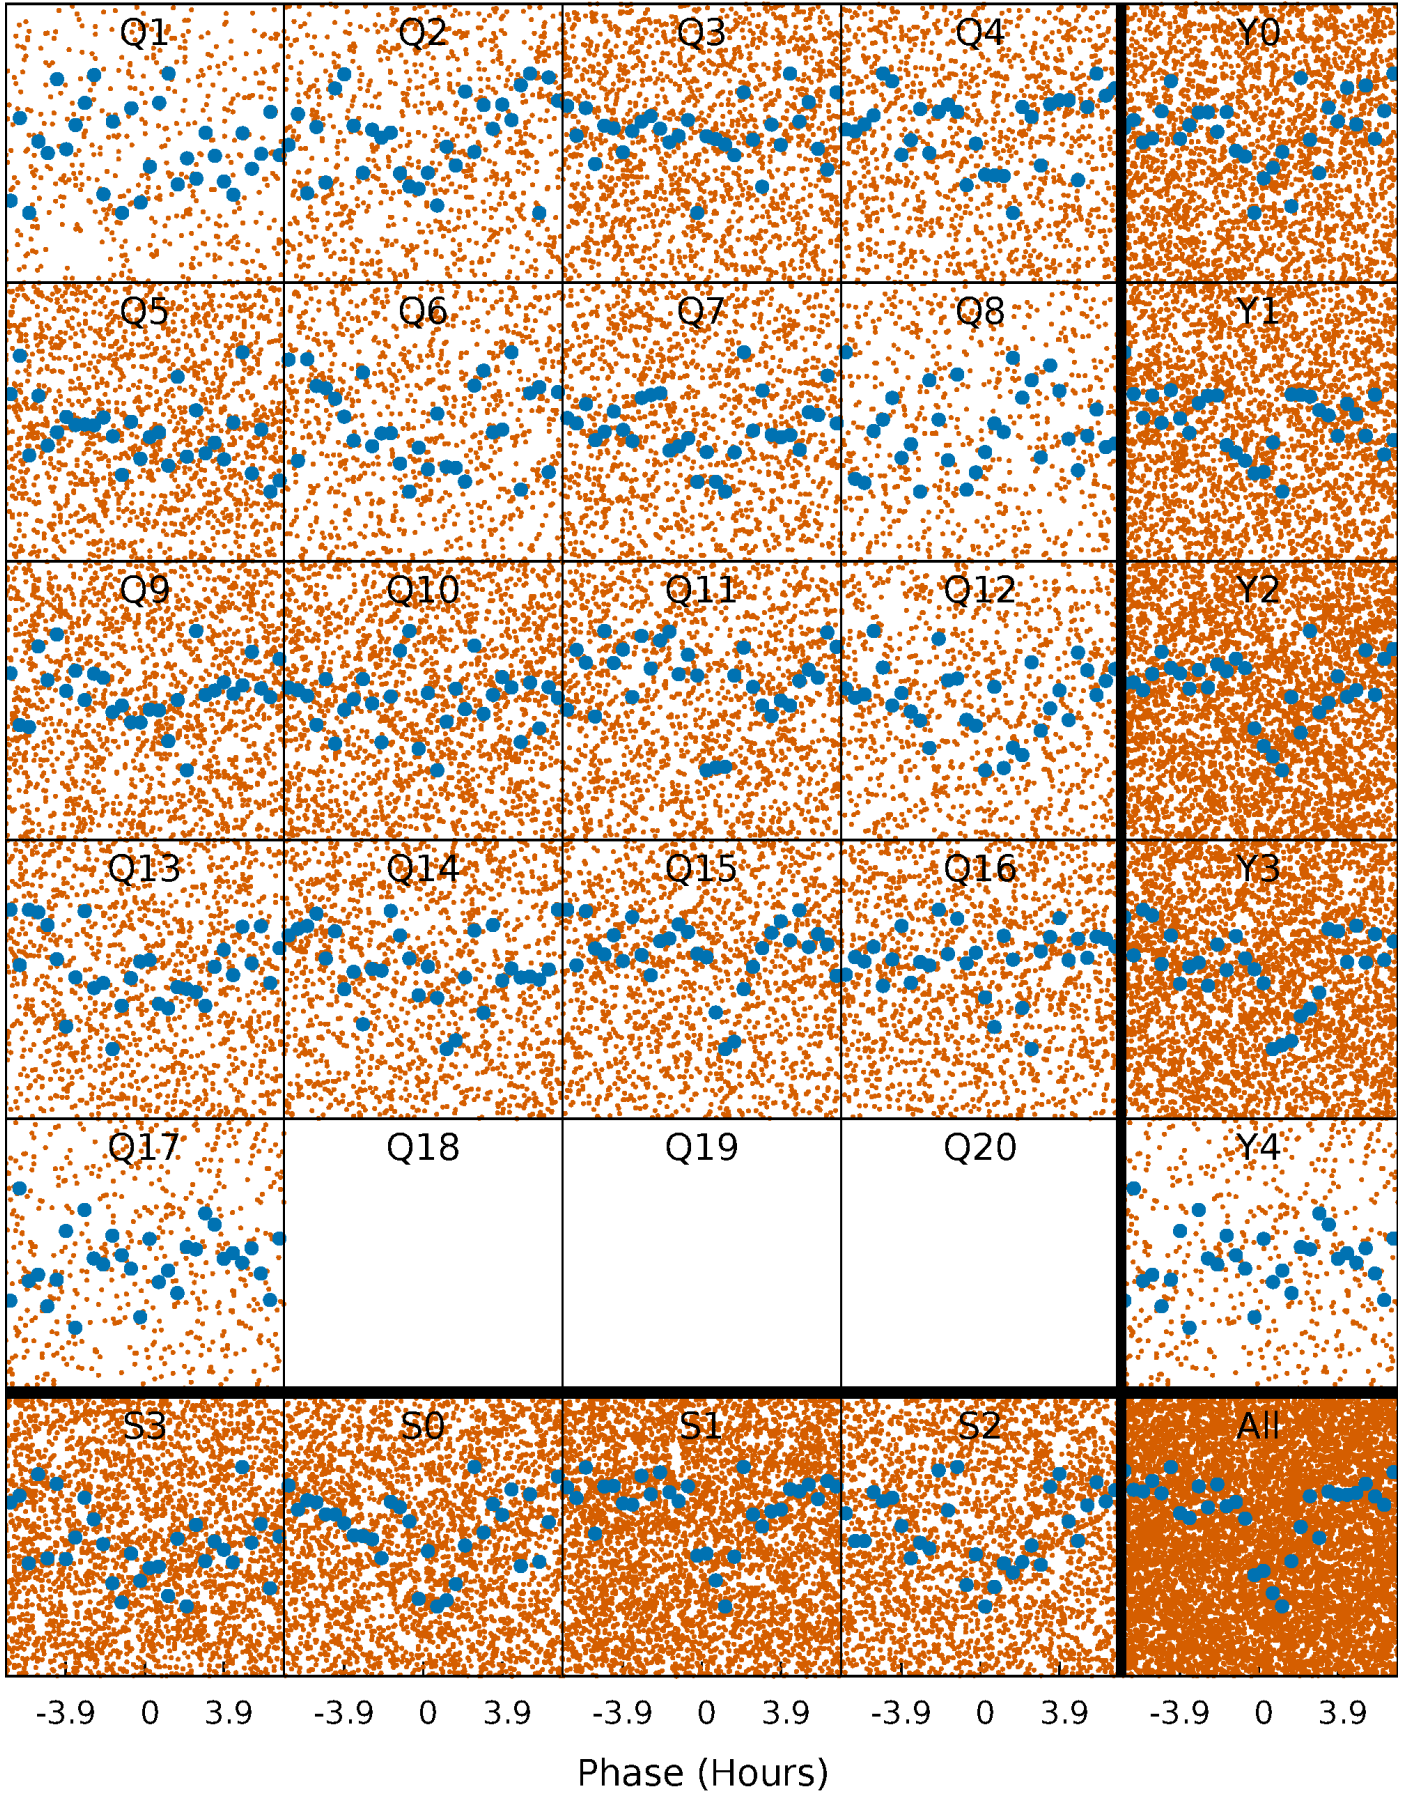 Q1 Q2 Q3 Q4 Y0
Q5 Q6 Q7 Q8 Y1
Q9 Q10 Q11 Q12 Y2
Q13 Q14 Q15 Q16 Y3
Q17 Q18 Q19 Q20 Y4
S3 S0 S1 S2 All
-3.9 0 3.9 -3.9 0 3.9 -3.9 0 3.9 -3.9 0 3.9 -3.9 0 3.9
Phase (Hours)